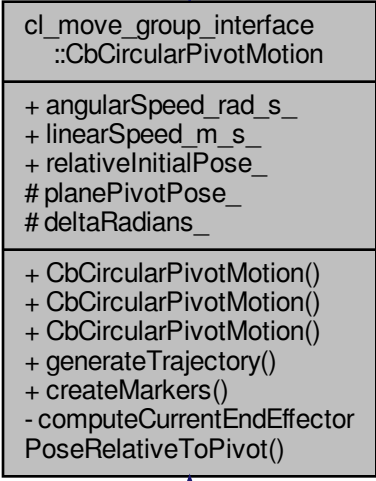 cl_move_group_interface
::CbCircularPivotMotion
+ angularSpeed_rad_s_
+ linearSpeed_m_s_
+ relativeInitialPose_
# planePivotPose_
# deltaRadians_
+ CbCircularPivotMotion()
+ CbCircularPivotMotion()
+ CbCircularPivotMotion()
+ generateTrajectory()
+ createMarkers()
- computeCurrentEndEffector
PoseRelativeToPivot()